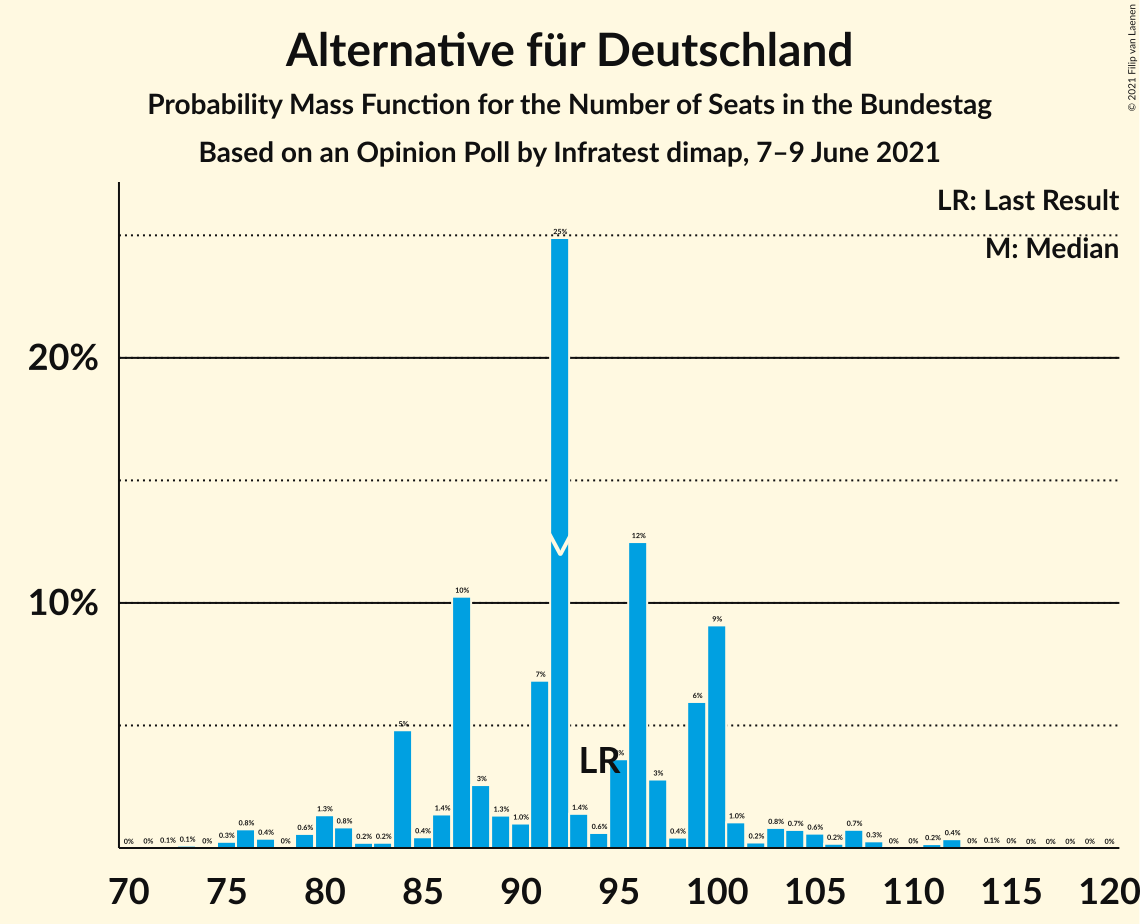 Alternative für Deutschland
Probability Mass Function for the Number of Seats in the Bundestag
Based on an Opinion Poll by Infratest dimap, 7–9 June 2021
© 2021 Filip van Laenen
LR: Last Result
M: Median
20%
10%
0% 0% 0.1% 0.1% 0% 0.3% 0.8% 0.4% 0% 0.6% 1.3% 0.8% 0.2% 0.2% 5% 0.4% 1.4% 10% 3% 1.3% 1.0% 7% 25% 1.4% 0.6% 12% 3% 0.4% 6% 9% 1.0% 0.2% 0.8% 0.7% 0.6% 0.2% 0.7% 0.3% 0% 0% 0.2% 0.4% 0% 0.1% 0% 0% 0% 0% 0% 0%
LR
70 75 80 85 90 95 100 105 110 115 120